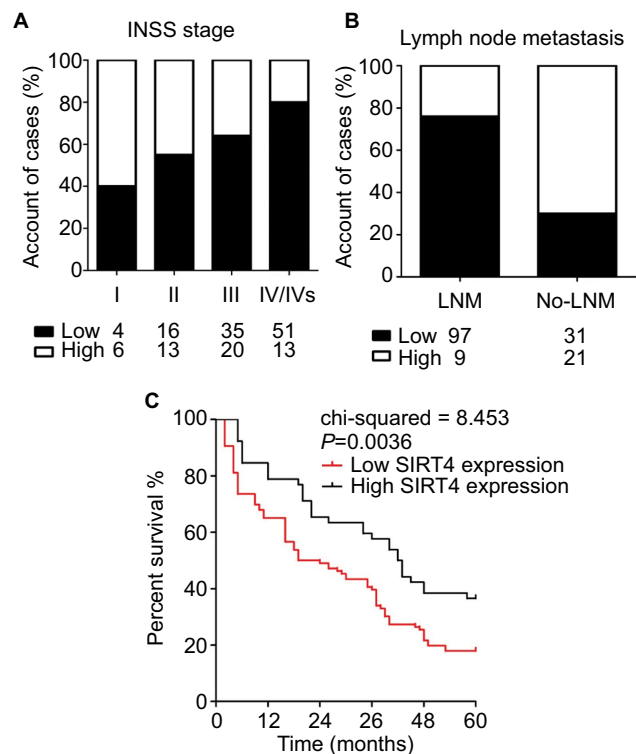 A
INSS stage
Account of cases (%)
100
80
60
40
20
0
I II III IV/IVs
Low 4 16 35 51
High 6 13 20 13
B
Lymph node metastasis
Account of cases (%)
100
80
60
40
20
0
LNM No-LNM
Low 97 31
High 9 21
C
chi-squared = 8.453
P=0.0036
Low SIRT4 expression
High SIRT4 expression
Percent survival %
100
80
60
40
20
0
0 12 24 26 48 60
Time (months)